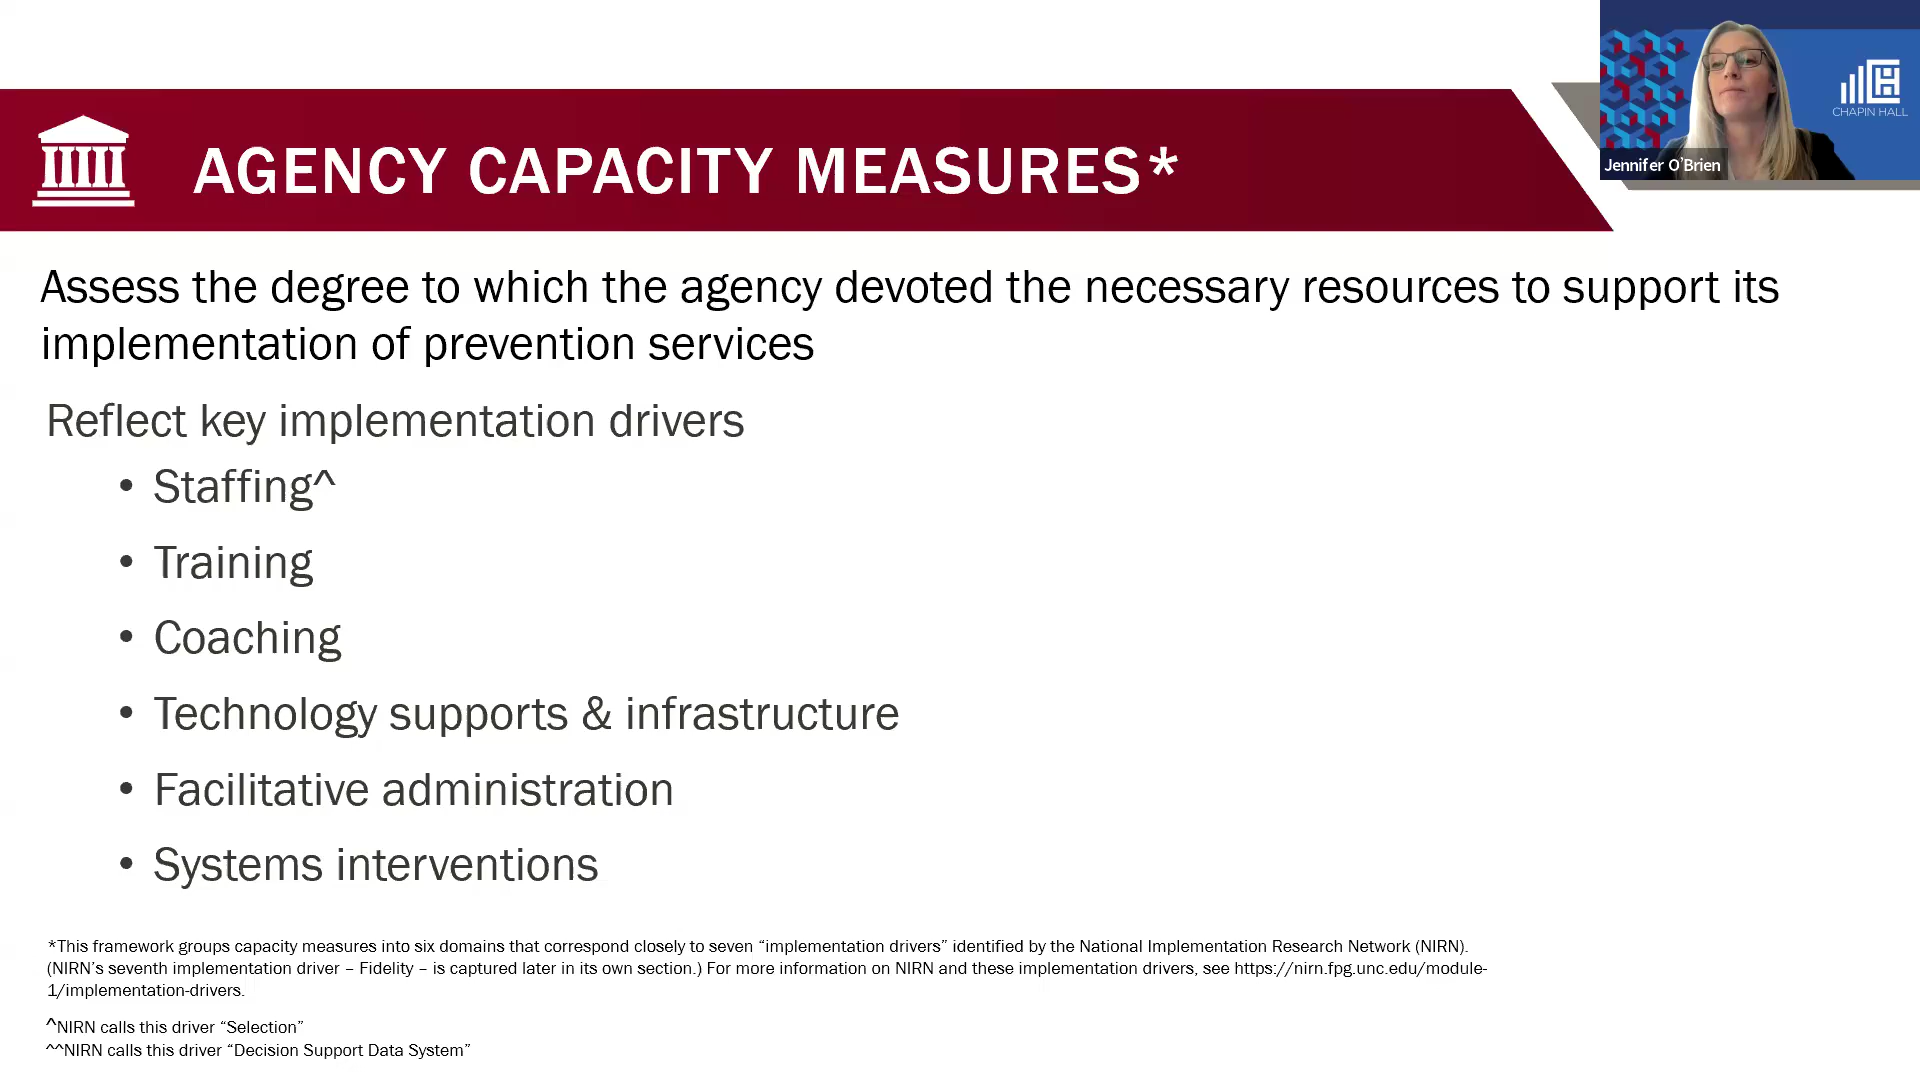 CHAPIN HALL
Jennifer O'Brien
AGENCY CAPACITY MEASURES*
Assess the degree to which the agency devoted the necessary resources to support its
implementation of prevention services
Reflect key implementation drivers
• Staffing^
• Training
• Coaching
• Technology supports & infrastructure
• Facilitative administration
• Systems interventions
*This framework groups capacity measures into six domains that correspond closely to seven “implementation drivers” identified by the National Implementation Research Network (NIRN).
(NIRN’s seventh implementation driver – Fidelity – is captured later in its own section.) For more information on NIRN and these implementation drivers, see https://nirn.fpg.unc.edu/module-
1/implementation-drivers.
^NIRN calls this driver “Selection”
^^NIRN calls this driver “Decision Support Data System”